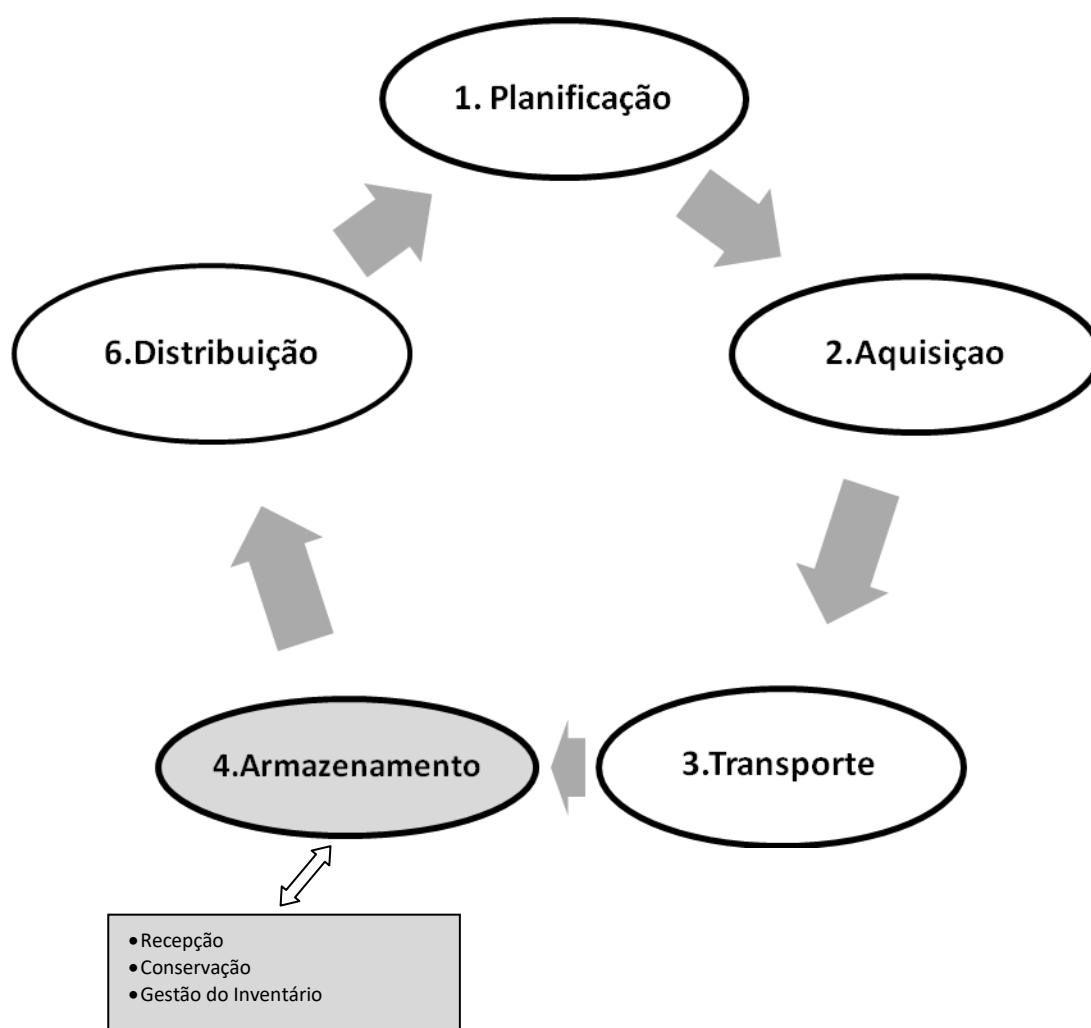 1. Planificação
2.Aquisiçao
3.Transporte
4.Armazenamento
6.Distribuição
•Recepção
•Conservação
•Gestão do Inventário